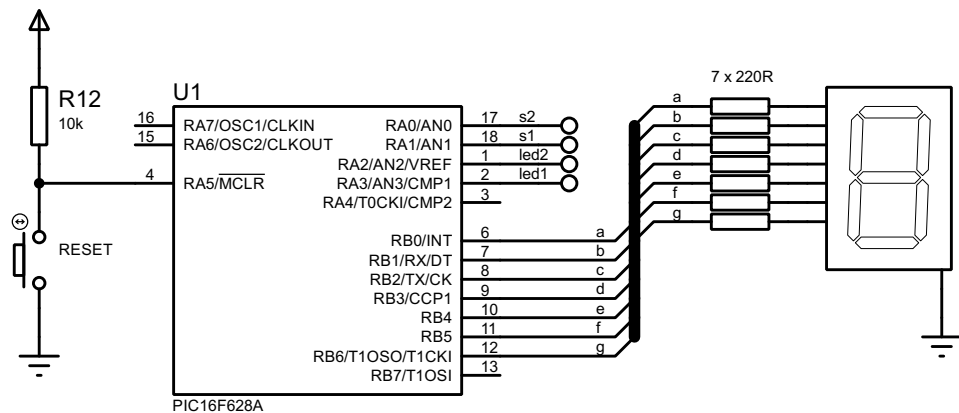 R12
10k
RESET
U1
16
15
4
RA7/OSC1/CLKIN
RA6/OSC2/CLKOUT
RA5/MCLR
RA0/AN0
RA1/AN1
RA2/AN2/VREF
RA3/AN3/CMP1
RA4/T0CKI/CMP2
RB0/INT
RB1/RX/DT
RB2/TX/CK
RB3/CCP1
RB4
RB5
RB6/T1OSO/T1CKI
RB7/T1OSI
17 s2
18 s1
1 led2
2 led1
3
6 a
7 b
8 c
9 d
10 e
11 f
12 g
13
PIC16F628A
7 x 220R
a
b
c
d
e
f
g